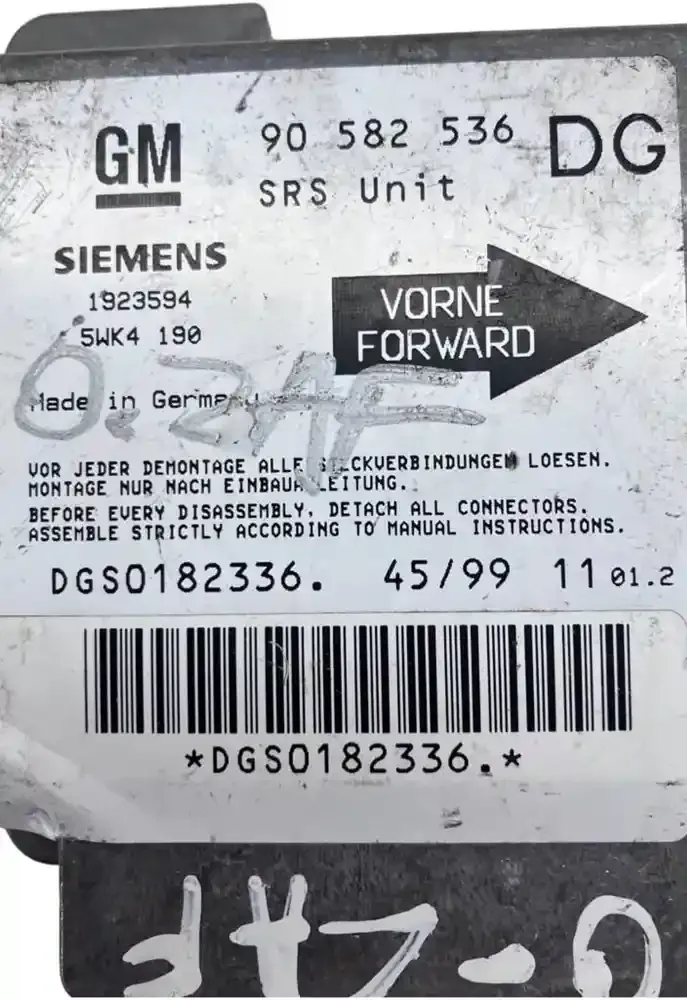 GM
90 582 536 DG
SRS Unit
SIEMENS
1923594
5WK4 190
VORNE
FORWARD
Made in Germany
VOR JEDER DEMONTAGE ALLE STECKVERBINDUNGEN LOESEN.
MONTAGE NUR NACH EINBAUANLEITUNG.
BEFORE EVERY DISASSEMBLY, DETACH ALL CONNECTORS.
ASSEMBLE STRICTLY ACCORDING TO MANUAL INSTRUCTIONS.
DGS0182336. 45/99 11 01.2
*DGS0182336.*